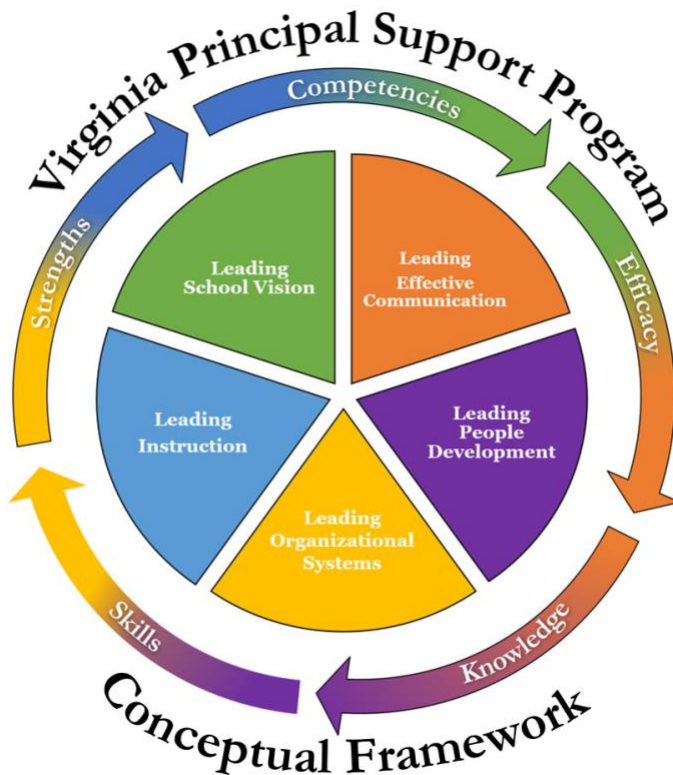 Virginia Principal Support Program
Competencies
Efficacy
Knowledge
Skills
Strengths
Leading
School Vision
Leading
Effective
Communication
Leading
People
Development
Leading
Organizational
Systems
Leading
Instruction
Conceptual Framework